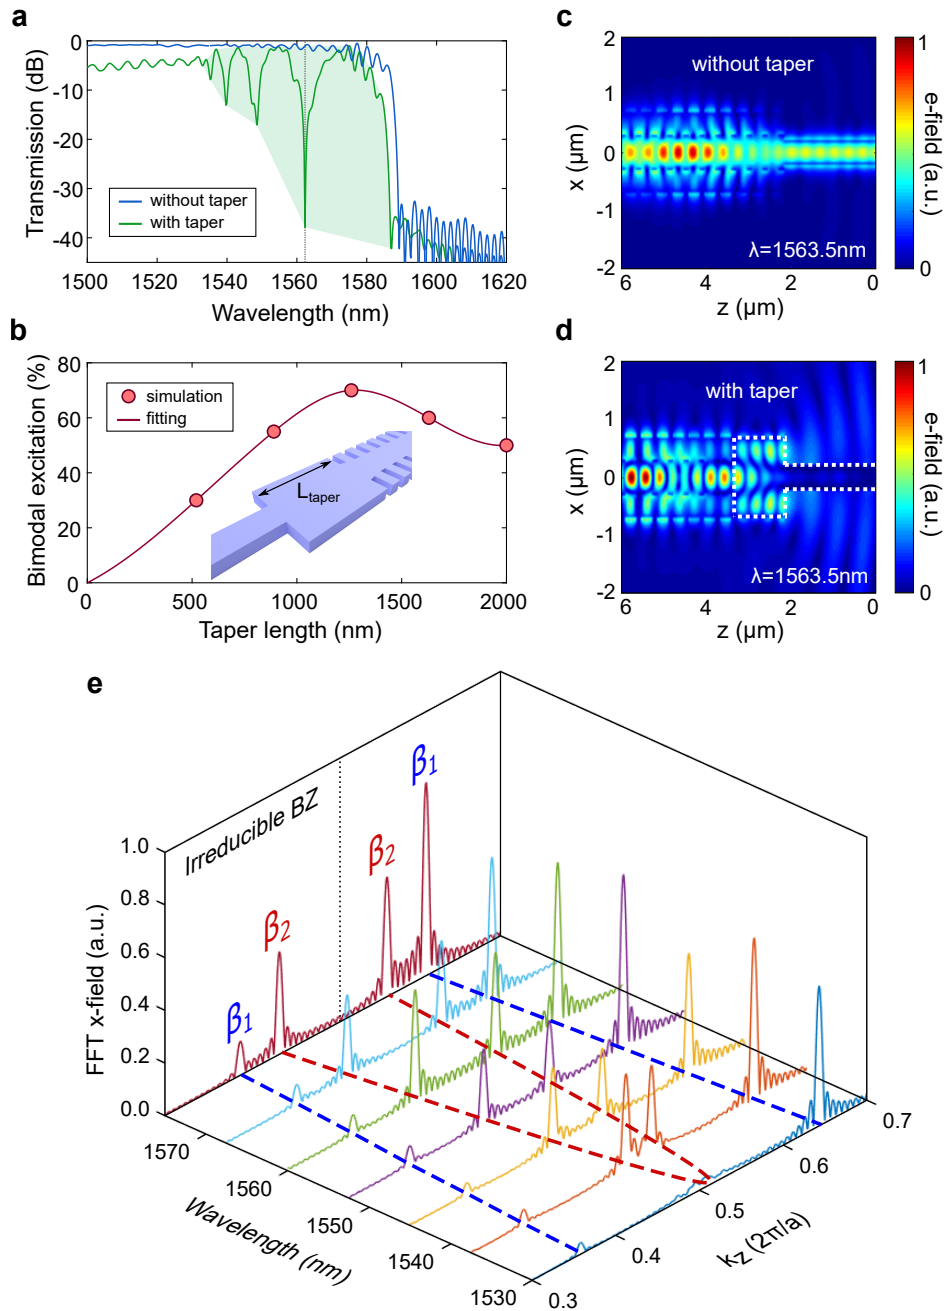 a
Transmission (dB)
0
-10
-20
-30
-40
without taper
with taper
1500
1520
1540
1560
1580
1600
1620
Wavelength (nm)
b
Bimodal excitation (%)
80
60
40
20
0
simulation
fitting
Ltaper
0
500
1000
1500
2000
Taper length (nm)
c
x (μm)
2
1
0
-1
-2
without taper
λ=1563.5nm
6
4
2
0
z (μm)
1
0
e-field (a.u.)
d
x (μm)
2
1
0
-1
-2
with taper
λ=1563.5nm
6
4
2
0
z (μm)
1
0
e-field (a.u.)
e
FFT x-field (a.u.)
1.0
0.8
0.6
0.4
0.2
0.0
Irreducible BZ
β1
β2
β2
β1
1570
1560
1550
1540
1530
Wavelength (nm)
0.3
0.4
0.5
0.6
0.7
kz (2π/a)